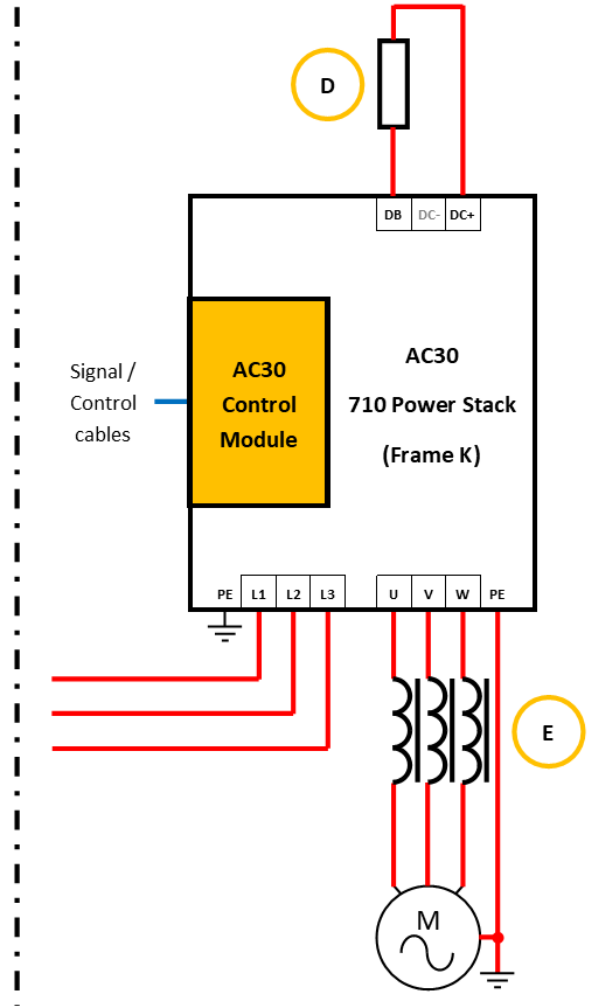 D
DB DC- DC+
AC30
Control
Module
AC30
710 Power Stack
(Frame K)
Signal /
Control
cables
PE L1 L2 L3 U V W PE
E
M